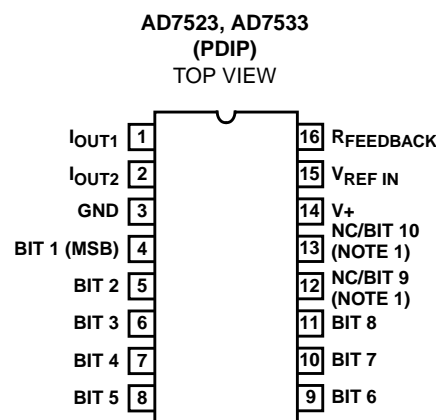 AD7523, AD7533
(PDIP)
TOP VIEW
IOUT1 1 16 RFEEDBACK
IOUT2 2 15 VREF IN
GND 3 14 V+
BIT 1 (MSB) 4 13 NC/BIT 10 (NOTE 1)
BIT 2 5 12 NC/BIT 9 (NOTE 1)
BIT 3 6 11 BIT 8
BIT 4 7 10 BIT 7
BIT 5 8 9 BIT 6